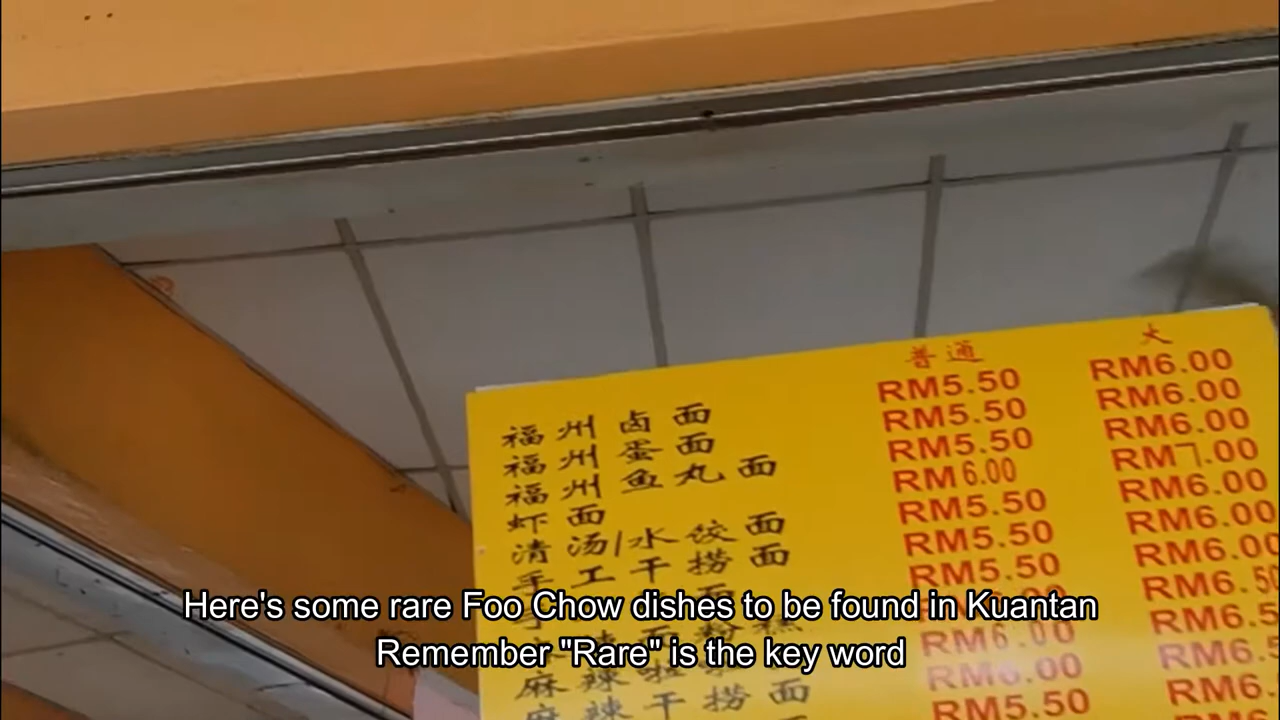 普通 大
福州卤面 RM5.50 RM6.00
福州蛋面 RM5.50 RM6.00
福州鱼丸面 RM5.50 RM6.00
虾面 RM6.00 RM7.00
清汤/水饺面 RM5.50 RM6.00
手工干捞面 RM5.50 RM6.00
RM5.50 RM6.00
RM6.50
RM6.00
麻辣 RM6.00
麻辣干捞面 RM5.50
Here's some rare Foo Chow dishes to be found in Kuantan
Remember "Rare" is the key word